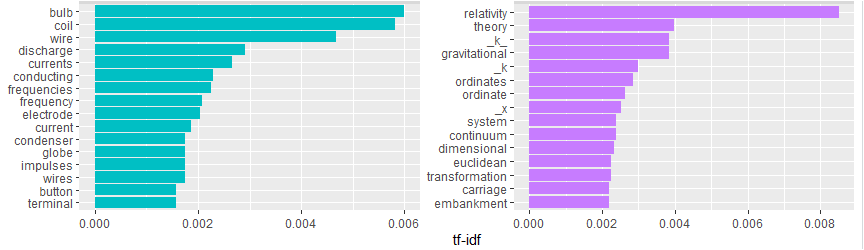 bulb
coil
wire
discharge
currents
conducting
frequencies
frequency
electrode
current
condenser
globe
impulses
wires
button
terminal
0.000 0.002 0.004 0.006
relativity
theory
_k_
gravitational
_k
ordinates
ordinate
_x
system
continuum
dimensional
euclidean
transformation
carriage
embankment
0.000 0.002 0.004 0.006 0.008
tf-idf